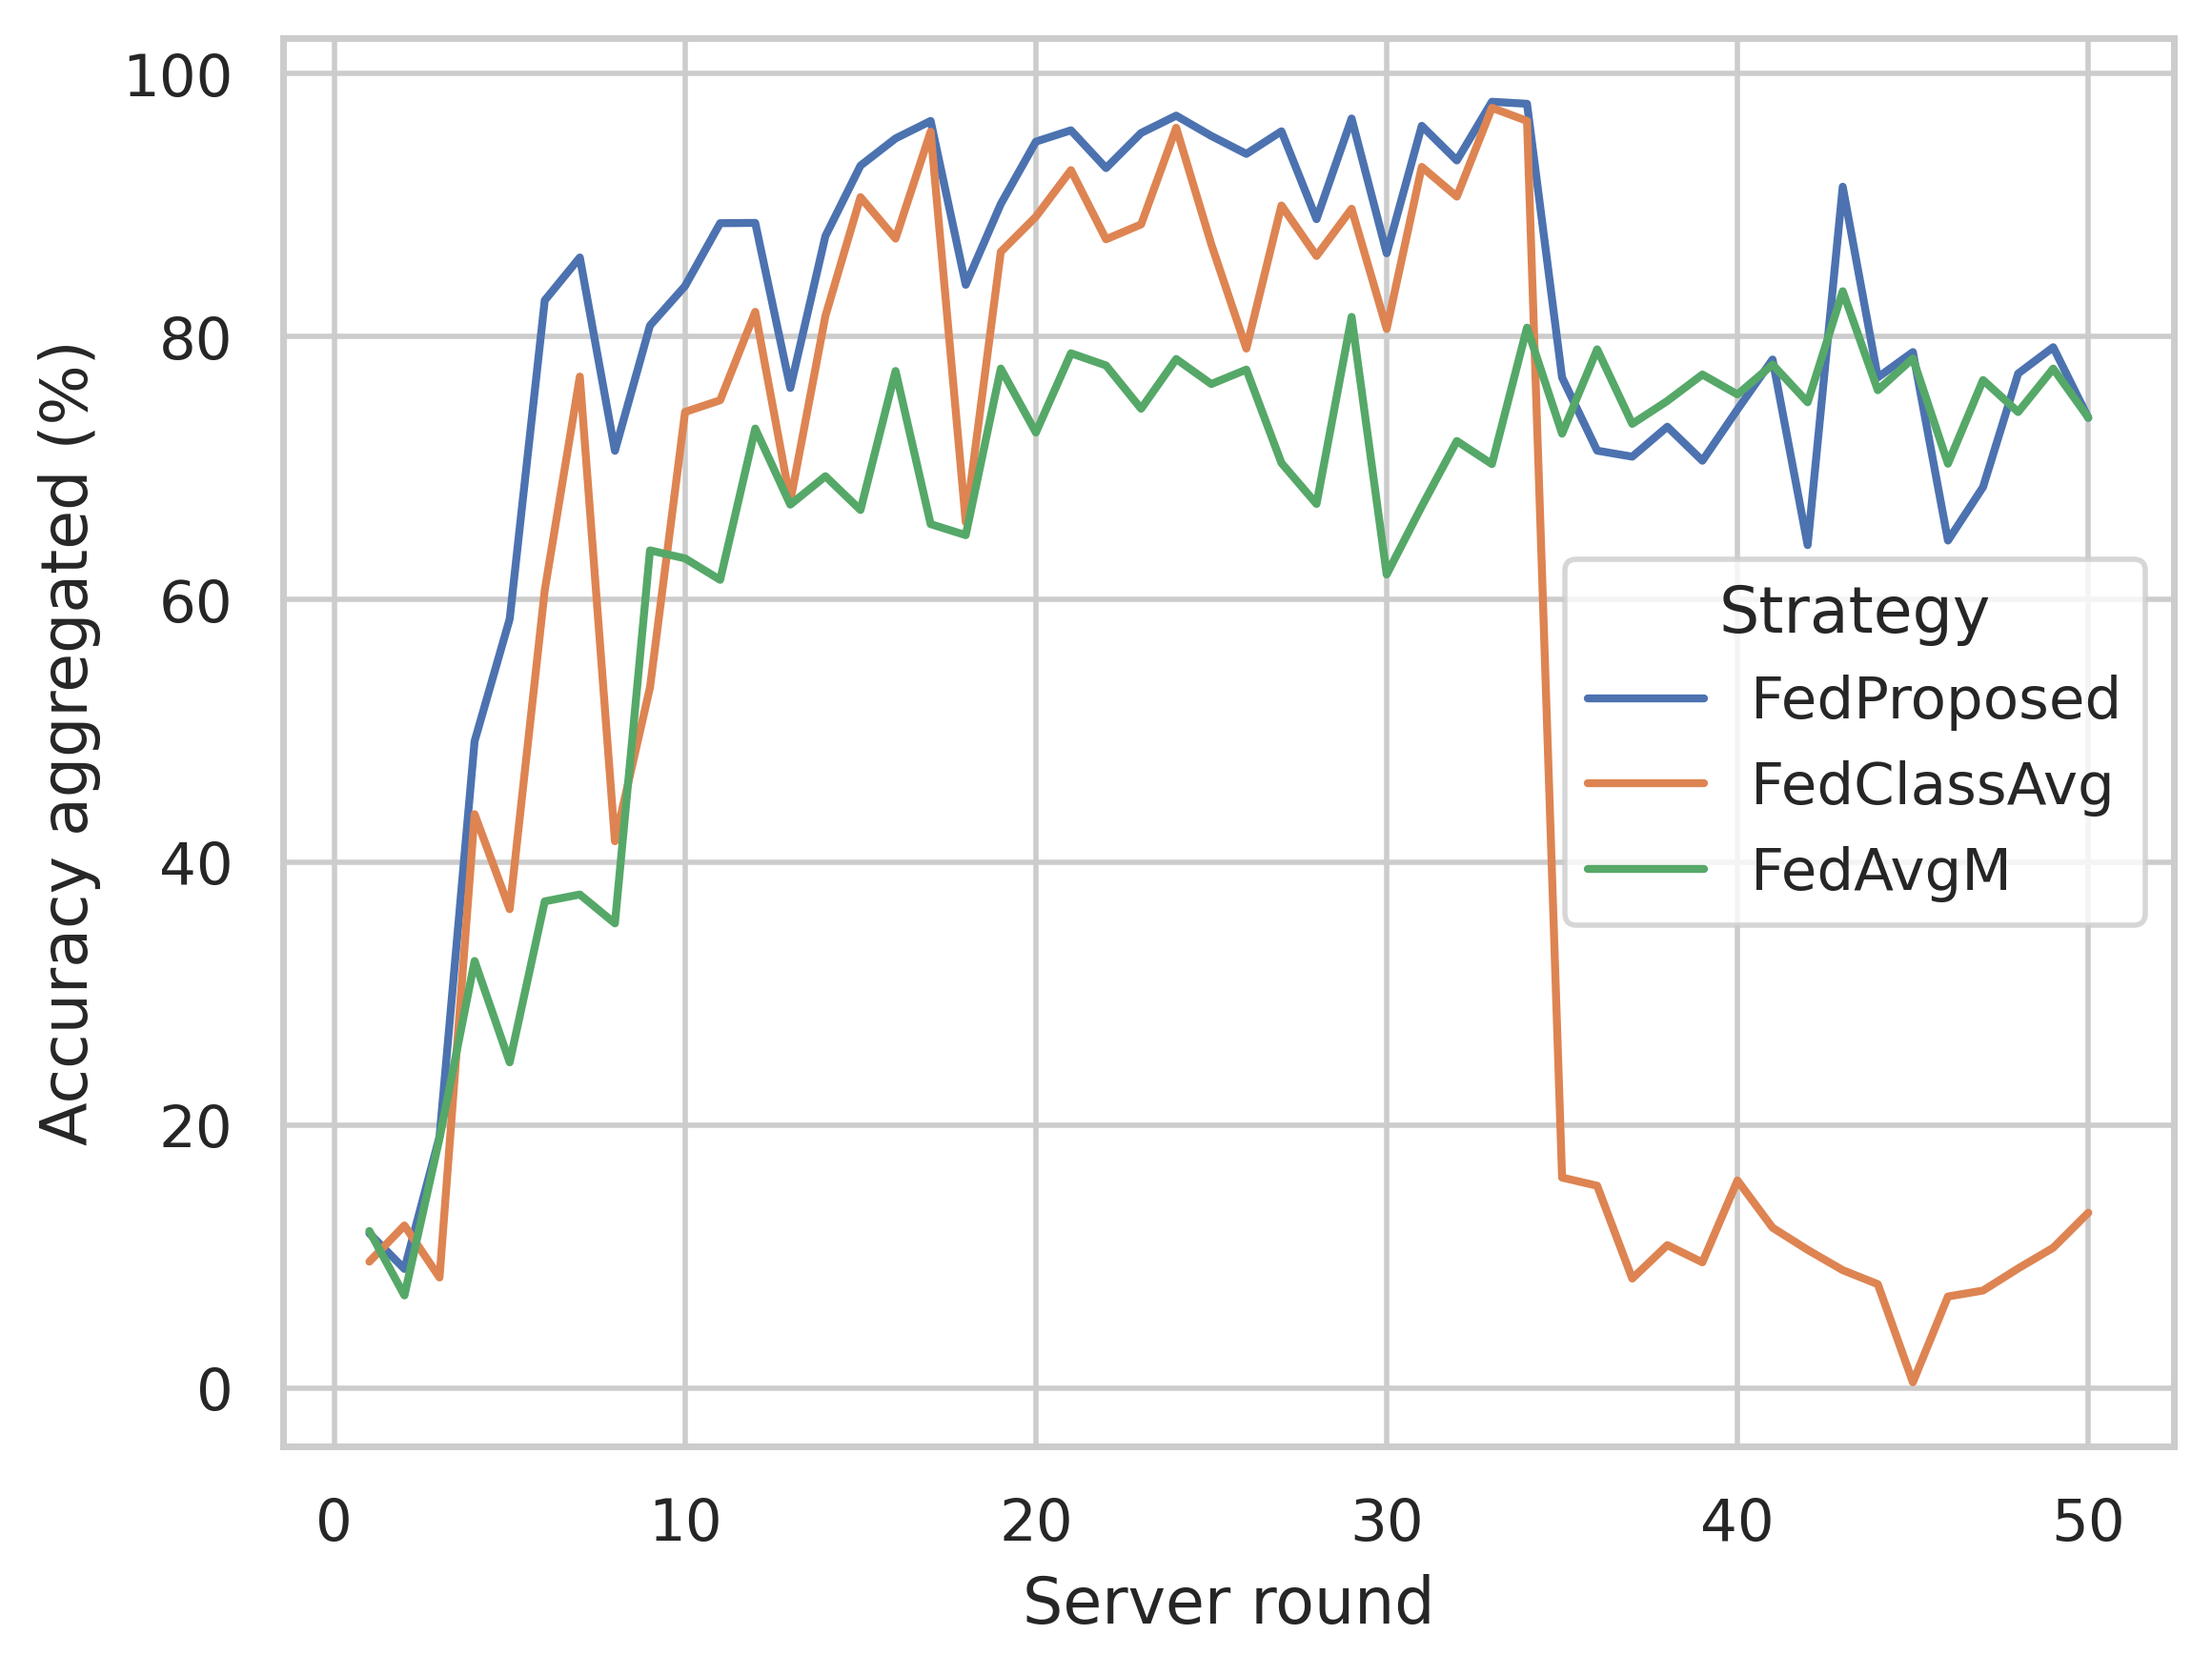 Accuracy aggregated (%)
100
80
60
40
20
0
Strategy
FedProposed
FedClassAvg
FedAvgM
0 10 20 30 40 50
Server round